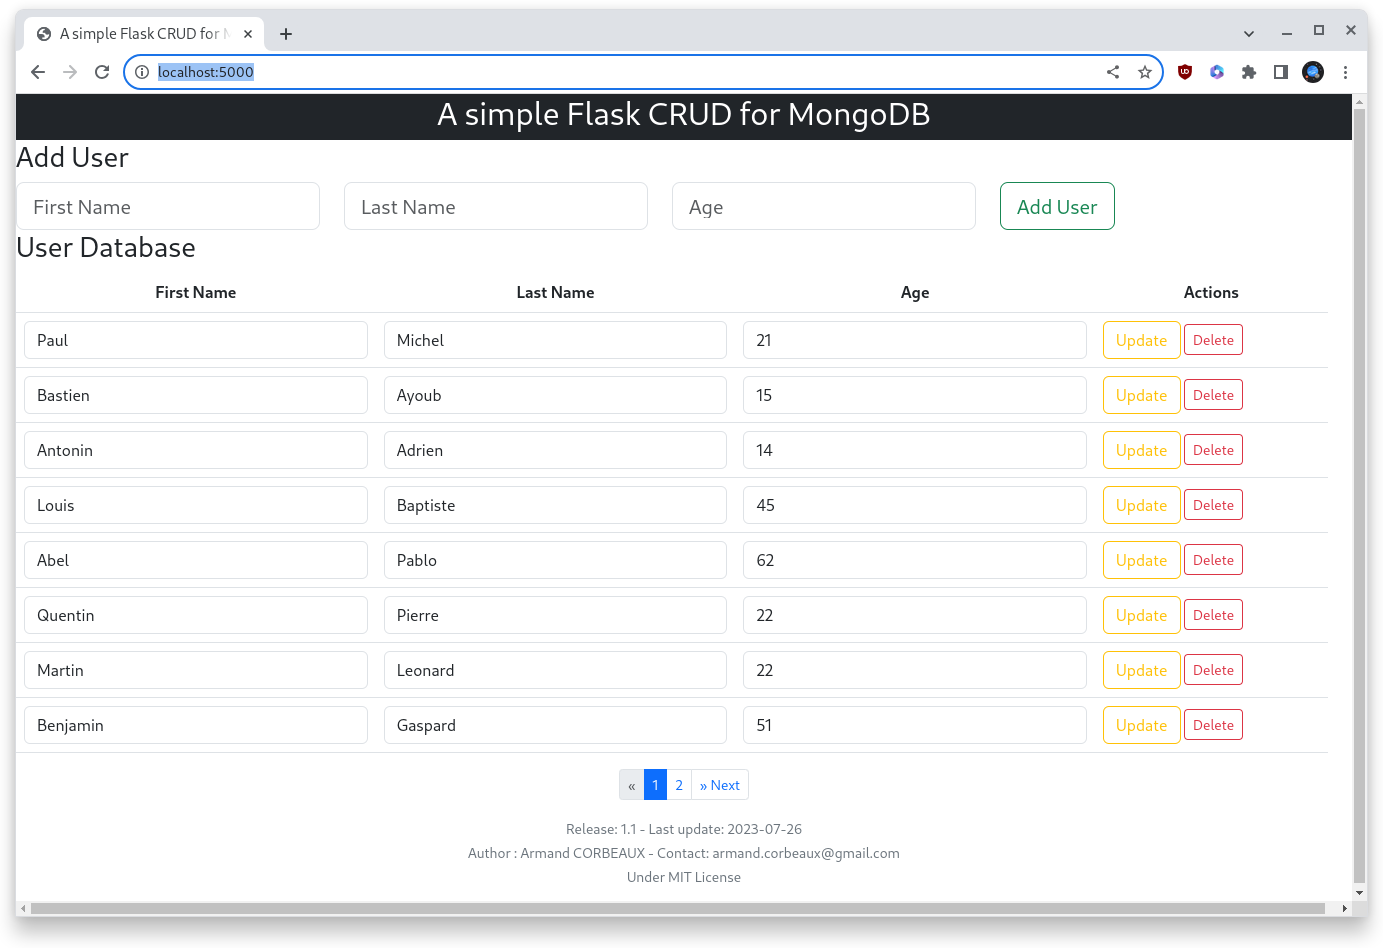 A simple Flask CRUD for M
localhost:5000
A simple Flask CRUD for MongoDB
Add User
First Name Last Name Age Add User
User Database
First Name Last Name Age Actions
Paul Michel 21 Update Delete
Bastien Ayoub 15 Update Delete
Antonin Adrien 14 Update Delete
Louis Baptiste 45 Update Delete
Abel Pablo 62 Update Delete
Quentin Pierre 22 Update Delete
Martin Leonard 22 Update Delete
Benjamin Gaspard 51 Update Delete
« 1 2 » Next
Release: 1.1 - Last update: 2023-07-26
Author : Armand CORBEAUX - Contact: armand.corbeaux@gmail.com
Under MIT License